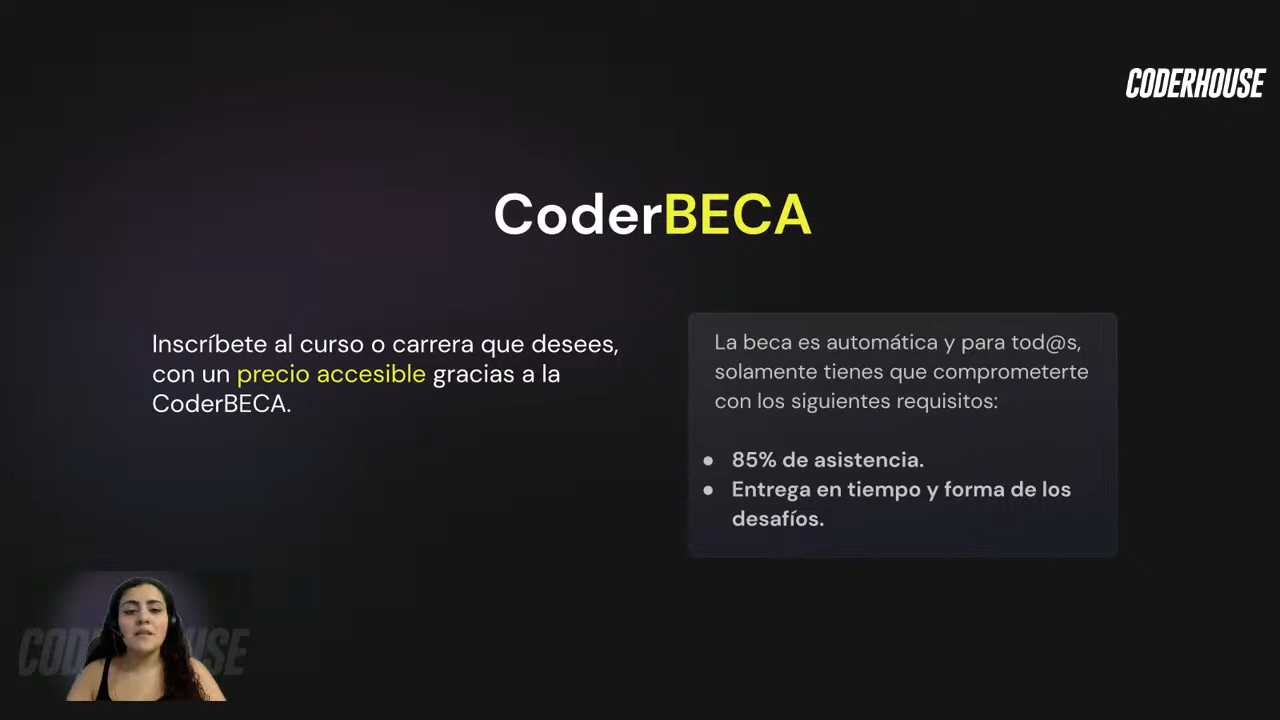 CODERHOUSE
CoderBECA
Inscríbete al curso o carrera que desees,
con un precio accesible gracias a la
CoderBECA.
La beca es automática y para tod@s,
solamente tienes que comprometerte
con los siguientes requisitos:
● 85% de asistencia.
● Entrega en tiempo y forma de los
desafíos.